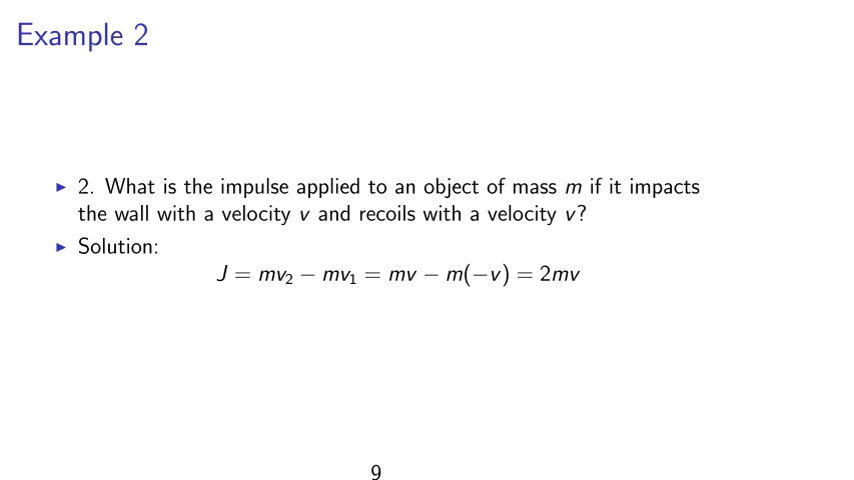 Example 2
▶ 2. What is the impulse applied to an object of mass m if it impacts
the wall with a velocity v and recoils with a velocity v?
▶ Solution:
J = mv₂ − mv₁ = mv − m(−v) = 2mv
9